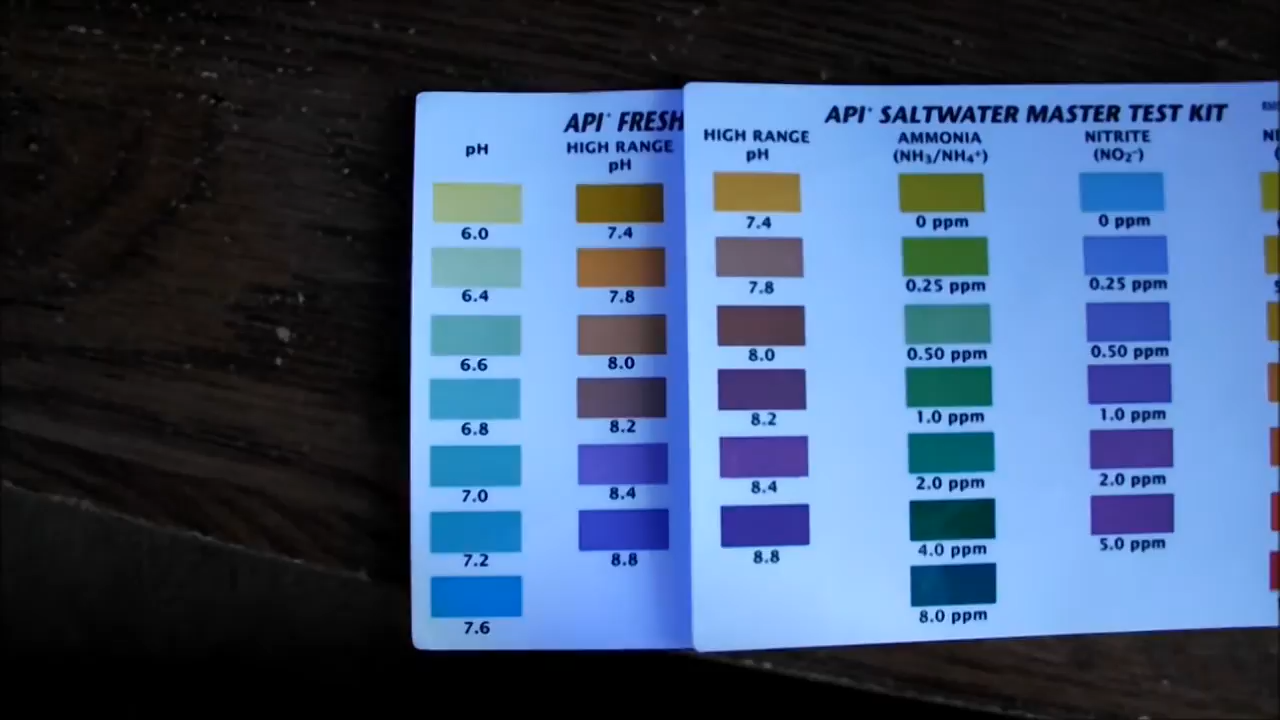 API FRESH
pH
HIGH RANGE
pH
6.0
7.4
6.4
7.8
6.6
8.0
6.8
8.2
7.0
8.4
7.2
8.8
7.6
API SALTWATER MASTER TEST KIT
HIGH RANGE
pH
AMMONIA
(NH₃/NH₄⁺)
NITRITE
(NO₂⁻)
7.4
0 ppm
0 ppm
7.8
0.25 ppm
0.25 ppm
8.0
0.50 ppm
0.50 ppm
8.2
1.0 ppm
1.0 ppm
8.4
2.0 ppm
2.0 ppm
8.8
4.0 ppm
5.0 ppm
8.0 ppm